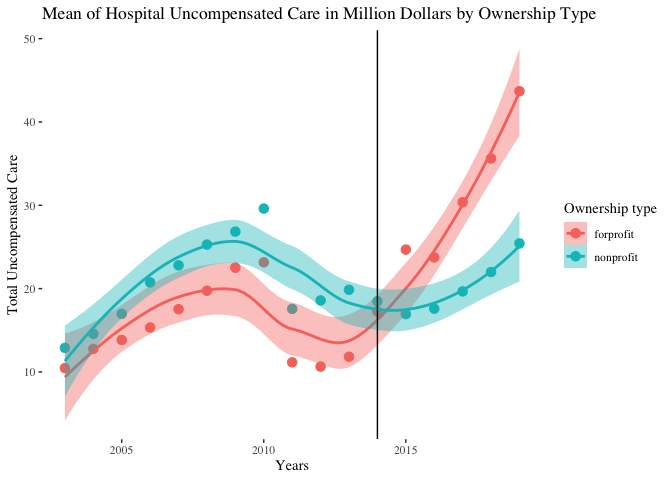 Mean of Hospital Uncompensated Care in Million Dollars by Ownership Type
50
40
30
20
10
Total Uncompensated Care
2005
2010
2015
Years
Ownership type
forprofit
nonprofit